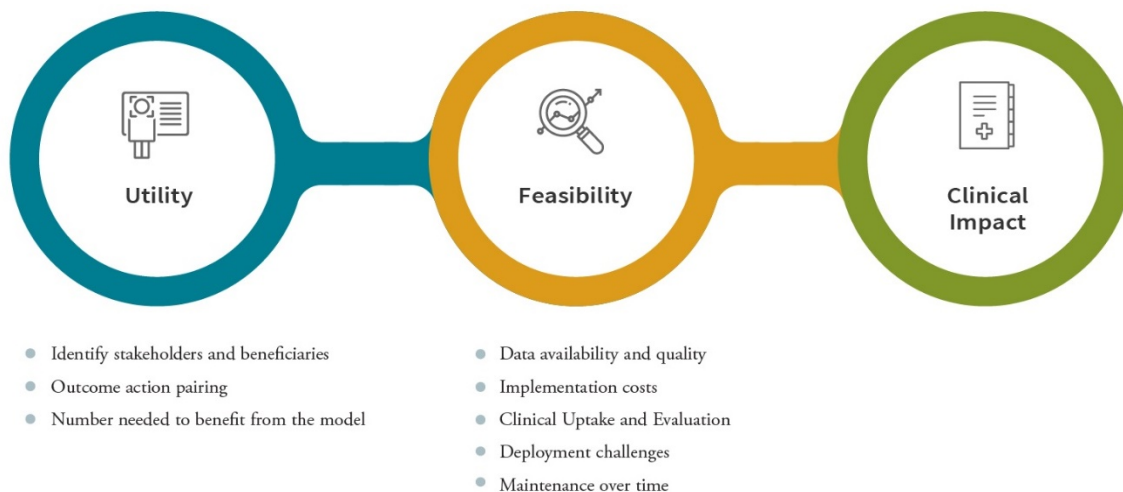 Utility
Feasibility
Clinical
Impact
Identify stakeholders and beneficiaries
Outcome action pairing
Number needed to benefit from the model
Data availability and quality
Implementation costs
Clinical Uptake and Evaluation
Deployment challenges
Maintenance over time